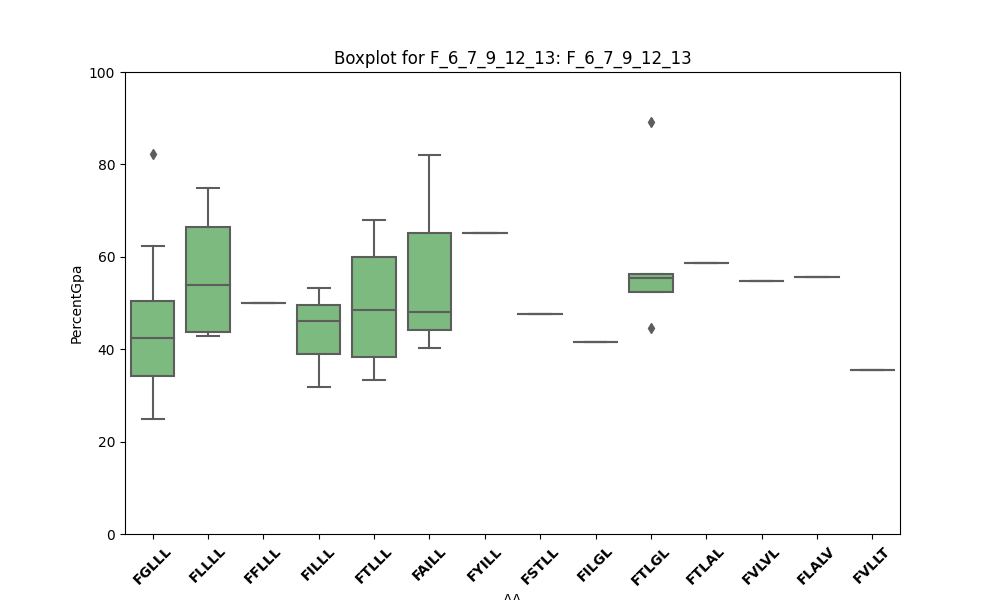 Boxplot for F_6_7_9_12_13: F_6_7_9_12_13
PercentGpa
100
80
60
40
20
0
FGLLL
FLLLL
FFLLL
FILLL
FTLLL
FAILL
FYILL
FSTLL
FILGL
FTLGL
FTLAL
FVLVL
FLALV
FVLLT
AA